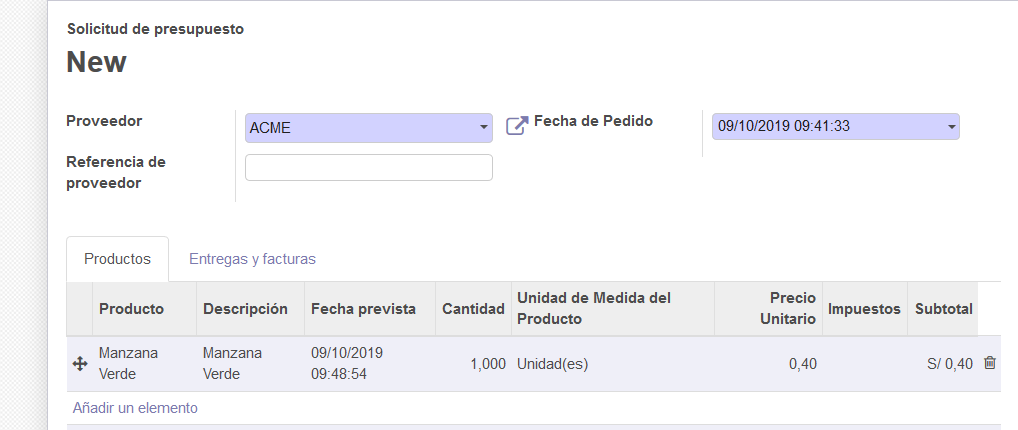 Solicitud de presupuesto
New
Proveedor
ACME
Fecha de Pedido
09/10/2019 09:41:33
Referencia de
proveedor
Productos
Entregas y facturas
Producto
Descripción
Fecha prevista
Cantidad
Unidad de Medida del
Producto
Precio
Unitario
Impuestos
Subtotal
Manzana
Verde
Manzana
Verde
09/10/2019
09:48:54
1,000
Unidad(es)
0,40
S/ 0,40
Añadir un elemento